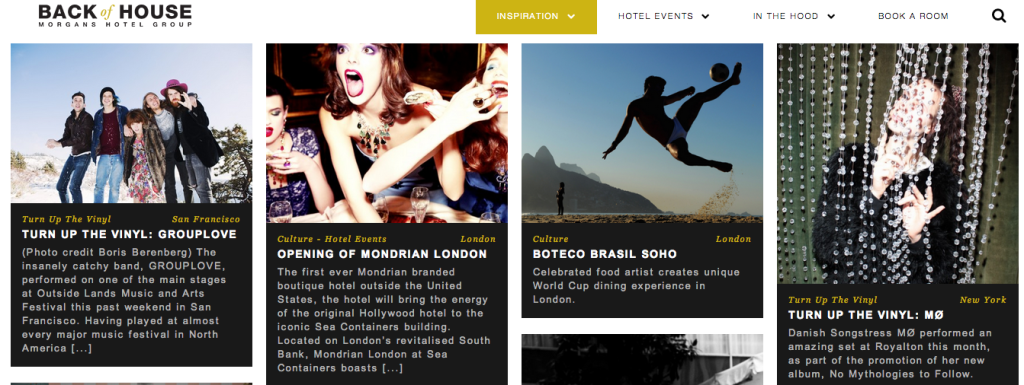 BACK of HOUSE
MORGANS HOTEL GROUP
INSPIRATION
HOTEL EVENTS
IN THE HOOD
BOOK A ROOM
Turn Up The Vinyl San Francisco
TURN UP THE VINYL: GROUPLOVE
(Photo credit Boris Berenberg) The
insanely catchy band, GROUPLOVE,
performed on one of the main stages
at Outside Lands Music and Arts
Festival this past weekend in San
Francisco. Having played at almost
every major music festival in North
America [...]
Culture - Hotel Events London
OPENING OF MONDRIAN LONDON
The first ever Mondrian branded
boutique hotel outside the United
States, the hotel will bring the energy
of the original Hollywood hotel to the
iconic Sea Containers building.
Located on London's revitalised South
Bank, Mondrian London at Sea
Containers boasts [...]
Culture London
BOTECO BRASIL SOHO
Celebrated food artist creates unique
World Cup dining experience in
London.
Turn Up The Vinyl New York
TURN UP THE VINYL: MØ
Danish Songstress MØ performed an
amazing set at Royalton this month,
as part of the promotion of her new
album, No Mythologies to Follow.